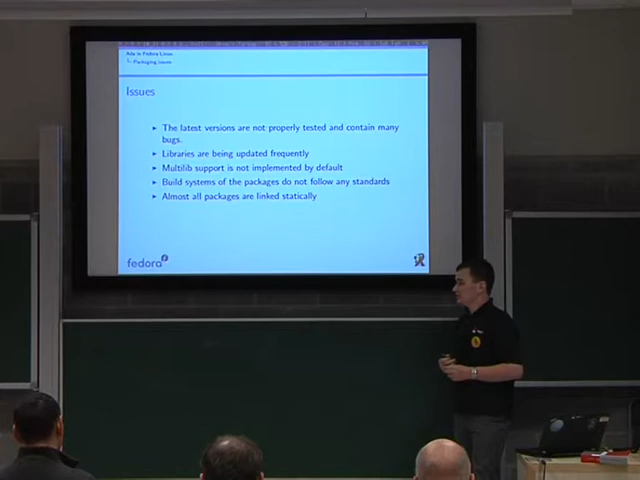 Ada in Fedora Linux
Packaging issues
Issues
The latest versions are not properly tested and contain many
bugs.
Libraries are being updated frequently
Multilib support is not implemented by default
Build systems of the packages do not follow any standards
Almost all packages are linked statically
fedora